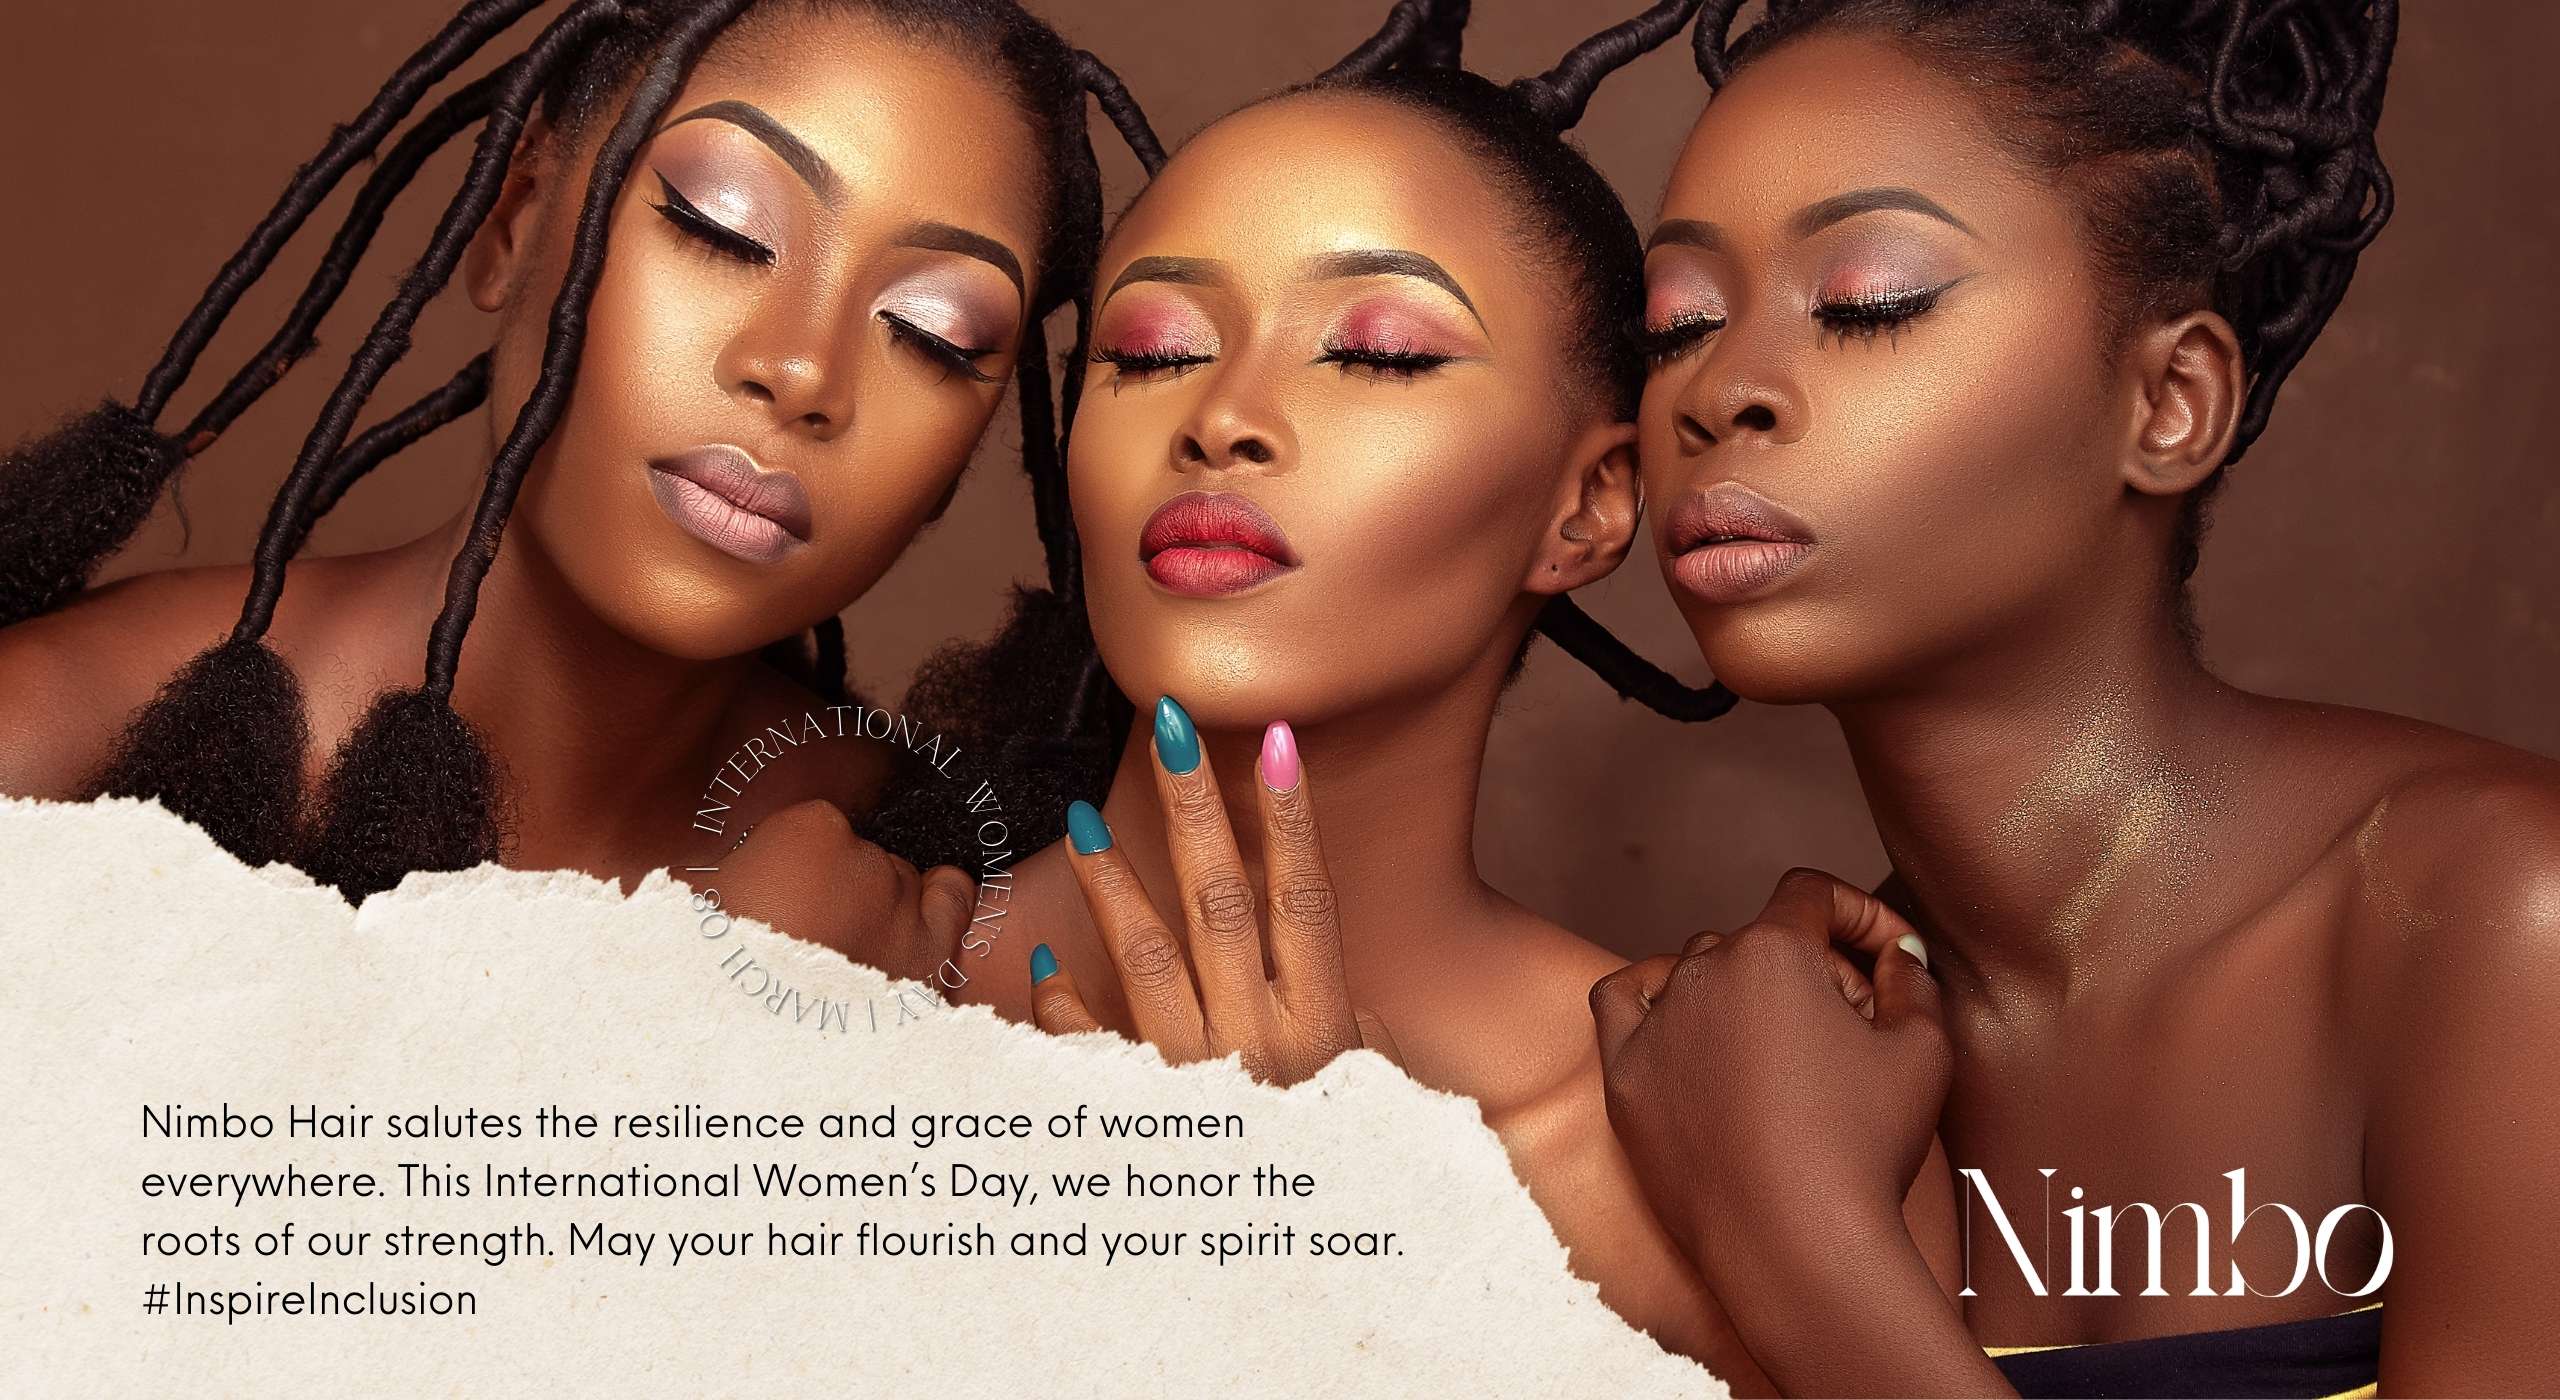 INTERNATIONAL WOMEN'S DAY | MARCH 08 |
Nimbo Hair salutes the resilience and grace of women
everywhere. This International Women’s Day, we honor the
roots of our strength. May your hair flourish and your spirit soar.
#InspireInclusion
Nimbo